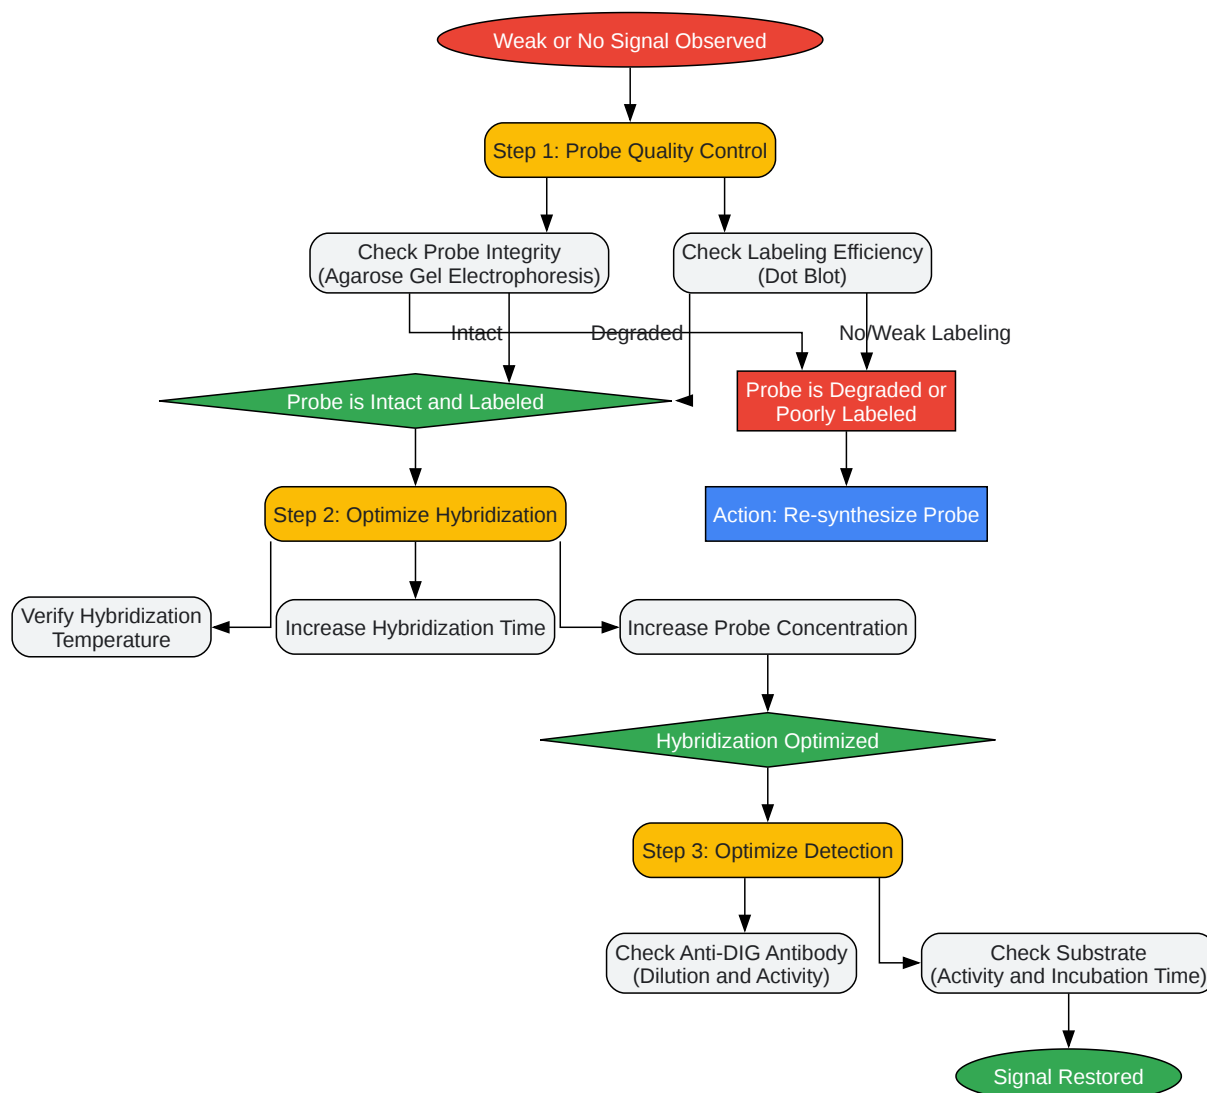 Weak or No Signal Observed
Step 1: Probe Quality Control
Check Probe Integrity
(Agarose Gel Electrophoresis)
Check Labeling Efficiency
(Dot Blot)
Intact
Degraded
No/Weak Labeling
Probe is Intact and Labeled
Probe is Degraded or
Poorly Labeled
Step 2: Optimize Hybridization
Action: Re-synthesize Probe
Verify Hybridization
Temperature
Increase Hybridization Time
Increase Probe Concentration
Hybridization Optimized
Step 3: Optimize Detection
Check Anti-DIG Antibody
(Dilution and Activity)
Check Substrate
(Activity and Incubation Time)
Signal Restored